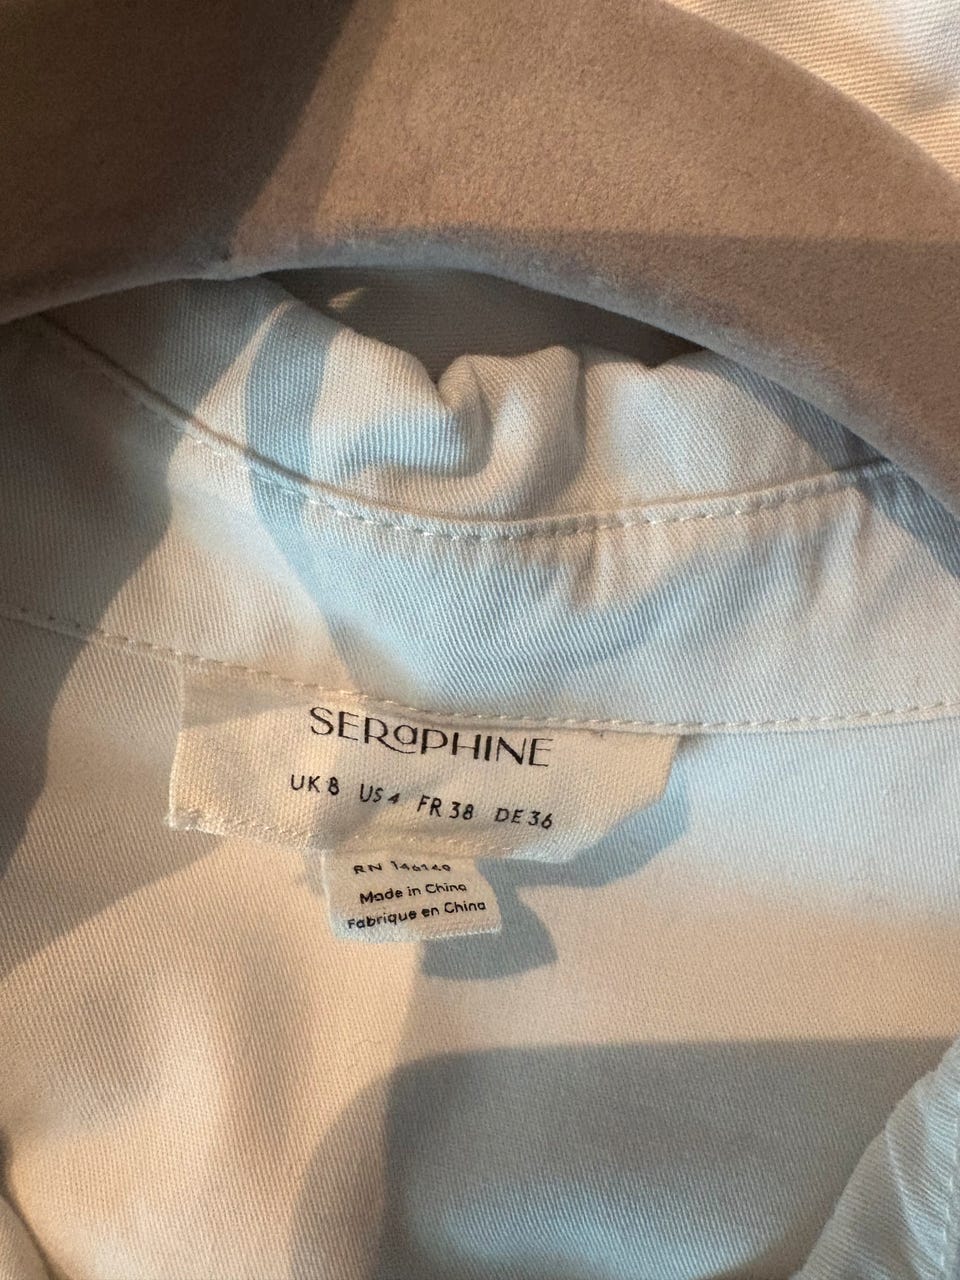 SERaPHINE
UK 8 US 4 FR 38 DE 36
RN
Made in China
Fabrique en China